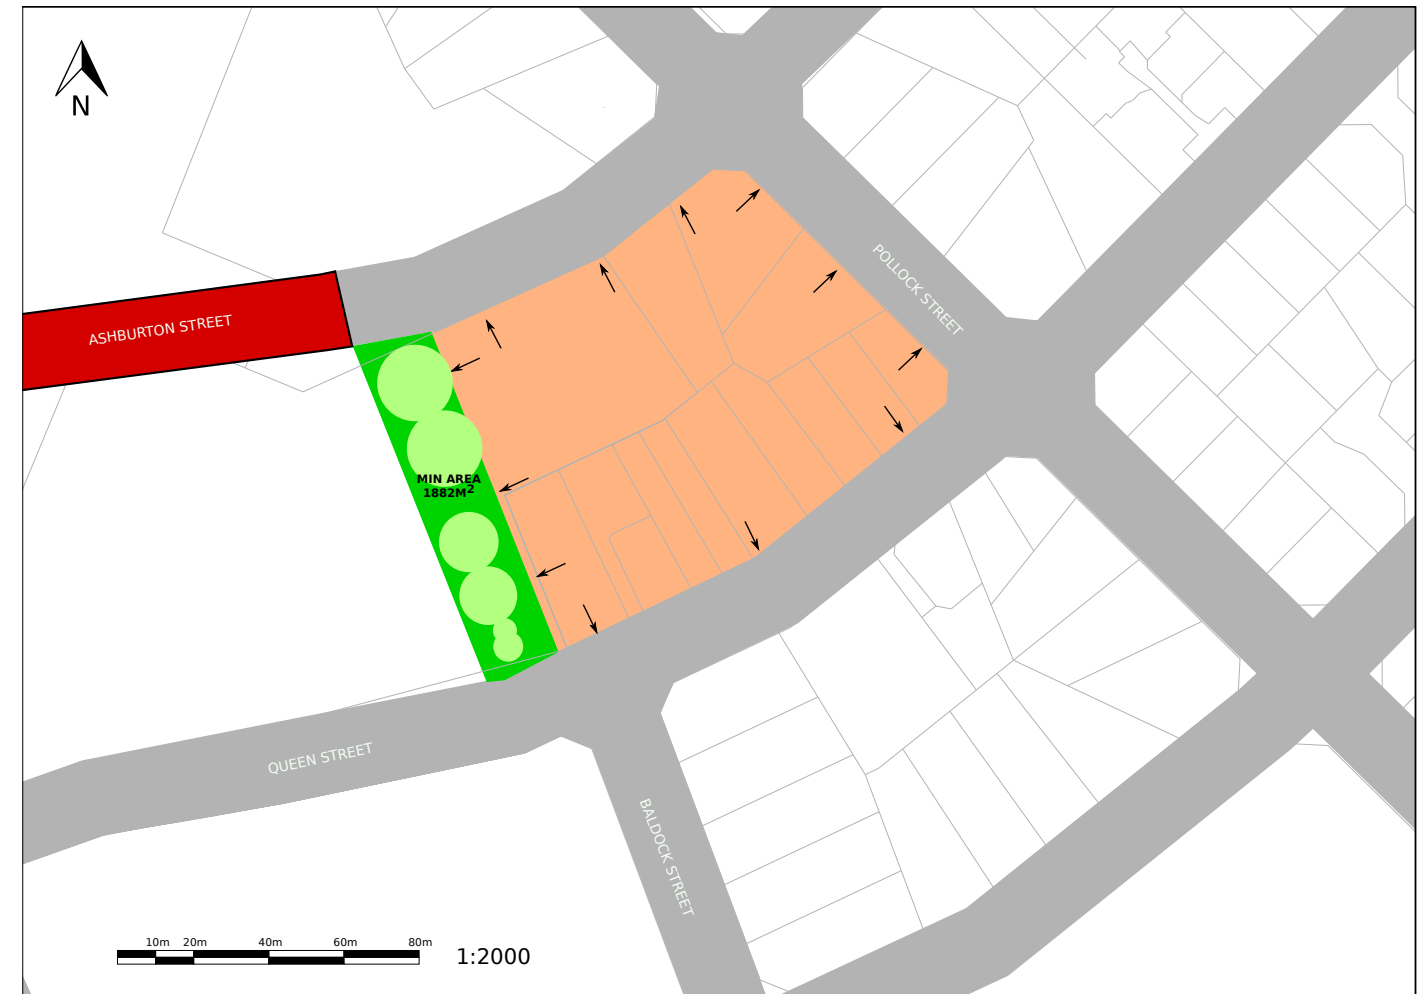 N
POLLOCK STREET
ASHBURTON STREET
MIN AREA
1882M²
QUEEN STREET
BALDOCK STREET
10m 20m 40m 60m 80m
1:2000